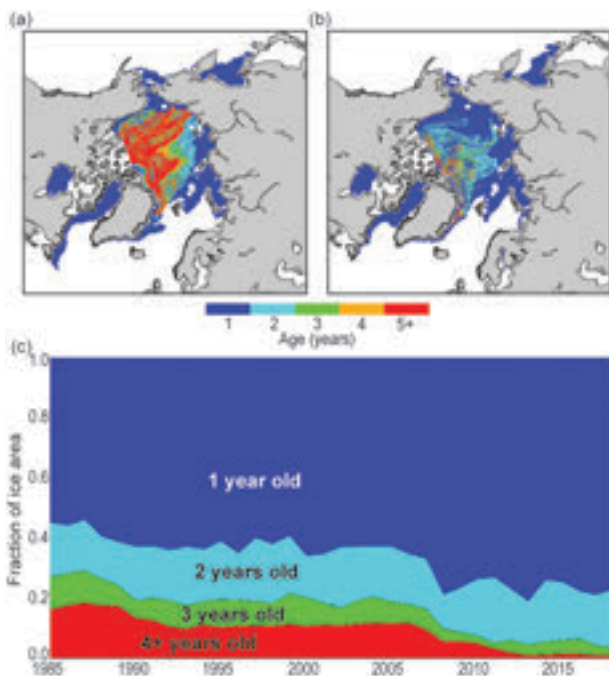 (a) (b)
1 2 3 4 5+
Age (years)
(c)
1.0
0.8
0.6
0.4
0.2
0.0
Fraction of ice area
1 year old
2 years old
3 years old
4+ years old
1985 1990 1995 2000 2005 2010 2015